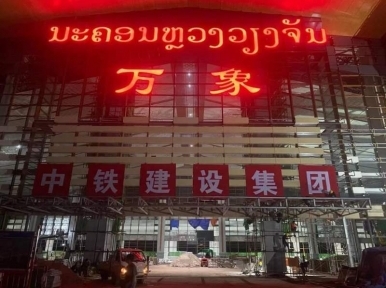 ນະຄອນຫຼວງວຽງຈັນ
万象
中铁建设集团